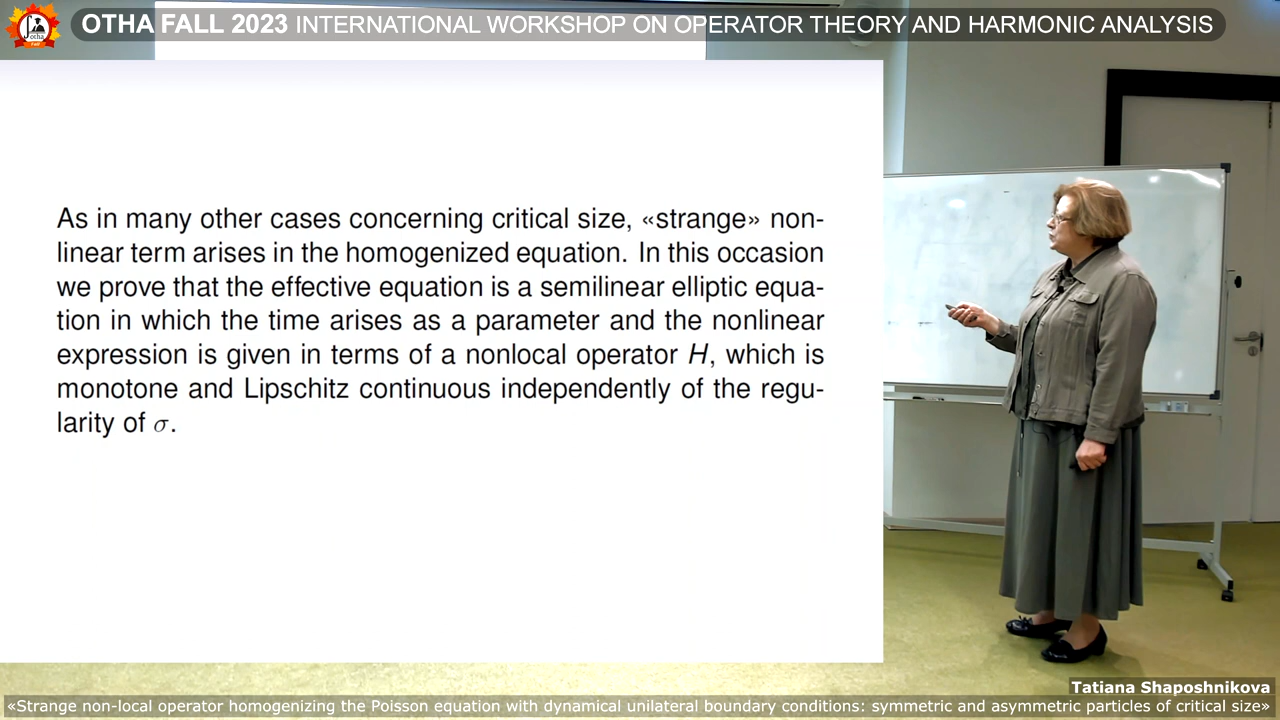 OTHA FALL 2023 INTERNATIONAL WORKSHOP ON OPERATOR THEORY AND HARMONIC ANALYSIS
As in many other cases concerning critical size, «strange» non-
linear term arises in the homogenized equation. In this occasion
we prove that the effective equation is a semilinear elliptic equa-
tion in which the time arises as a parameter and the nonlinear
expression is given in terms of a nonlocal operator H, which is
monotone and Lipschitz continuous independently of the regu-
larity of σ.
Tatiana Shaposhnikova
«Strange non-local operator homogenizing the Poisson equation with dynamical unilateral boundary conditions: symmetric and asymmetric particles of critical size»